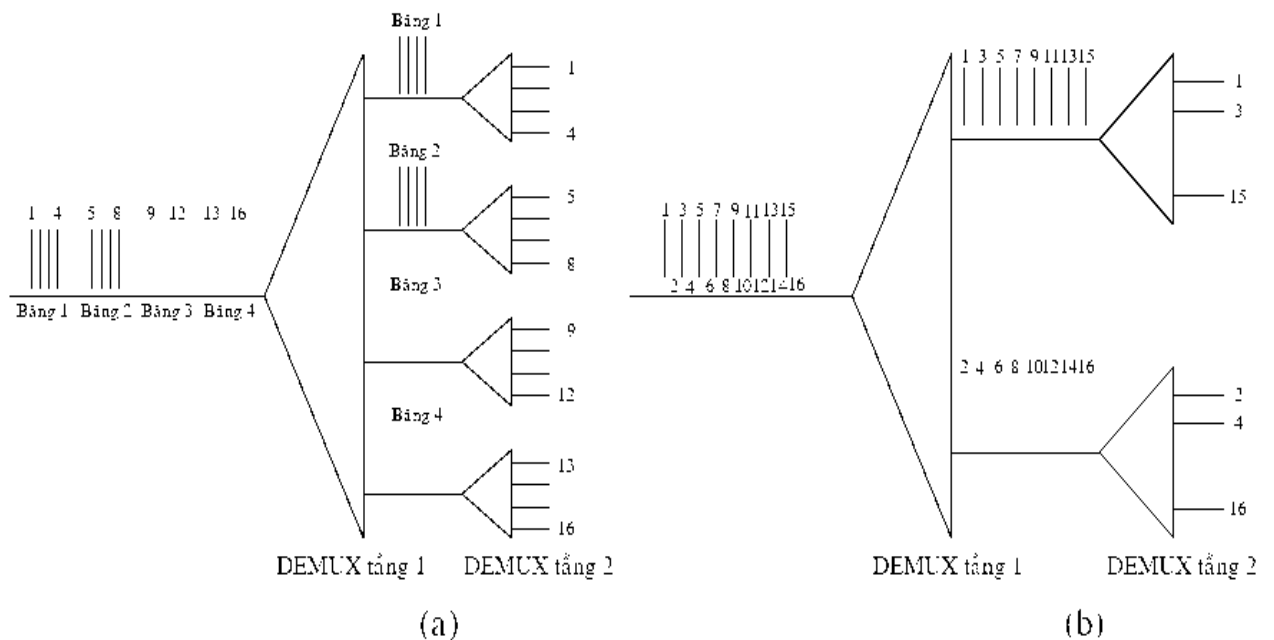 Băng 1
1
4
Băng 2
5
8
1 4 5 8 9 12 13 16
Băng 1 Băng 2 Băng 3 Băng 4
Băng 3
9
12
Băng 4
13
16
DEMUX tầng 1 DEMUX tầng 2
(a)
1 3 5 7 9 11 13 15
1
3
15
1 3 5 7 9 11 13 15
2 4 6 8 10 12 14 16
2 4 6 8 10 12 14 16
2
4
16
DEMUX tầng 1 DEMUX tầng 2
(b)